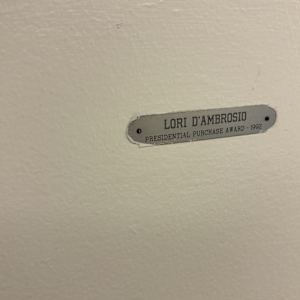 LORI D'AMBROSIO
PRESIDENTIAL PURCHASE AWARD - 1992